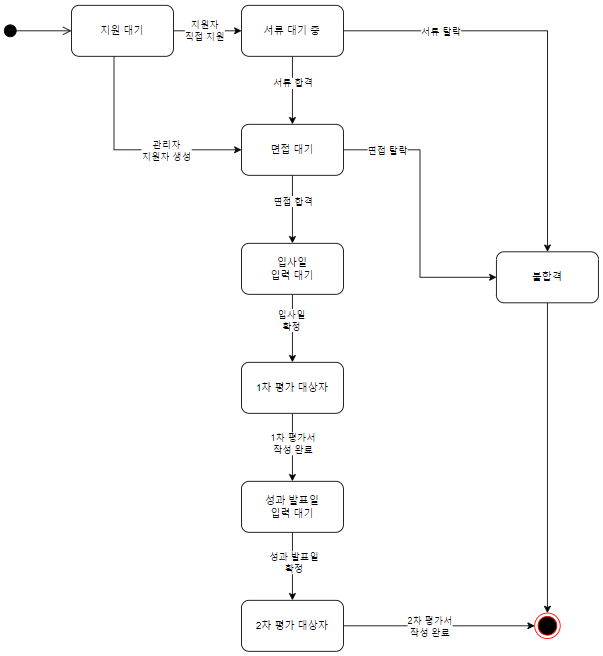 지원 대기
지원자
직접 지원
서류 대기 중
서류 탈락
서류 합격
관리자
지원자 생성
면접 대기
면접 탈락
면접 합격
입사일
입력 대기
불합격
입사일
확정
1차 평가 대상자
1차 평가서
작성 완료
성과 발표일
입력 대기
성과 발표일
확정
2차 평가 대상자
2차 평가서
작성 완료